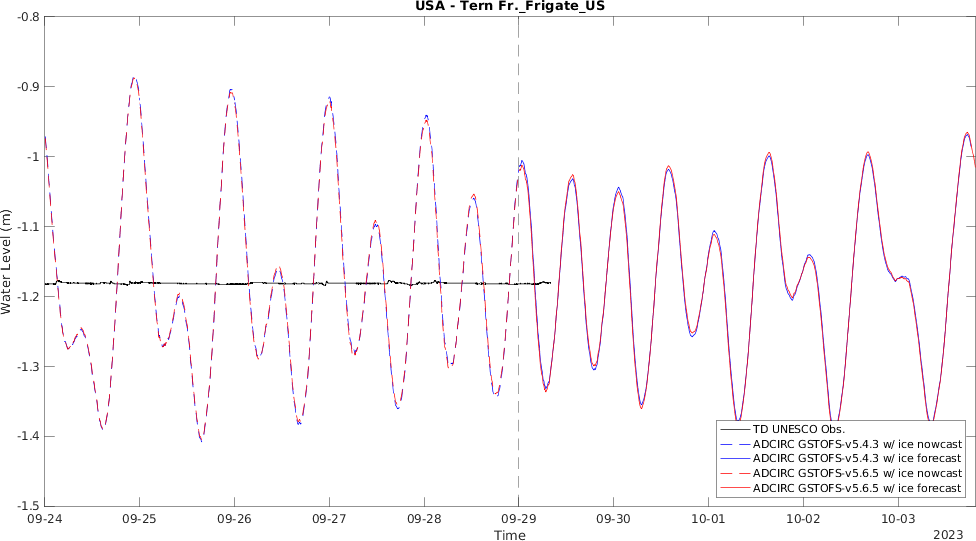 USA - Tern Fr._Frigate_US
-0.8
-0.9
-1
-1.1
-1.2
-1.3
-1.4
-1.5
Water Level (m)
TD UNESCO Obs.
ADCIRC GSTOFS-v5.4.3 w/ ice nowcast
ADCIRC GSTOFS-v5.4.3 w/ ice forecast
ADCIRC GSTOFS-v5.6.5 w/ ice nowcast
ADCIRC GSTOFS-v5.6.5 w/ ice forecast
09-24 09-25 09-26 09-27 09-28 09-29 09-30 10-01 10-02 10-03
Time
2023